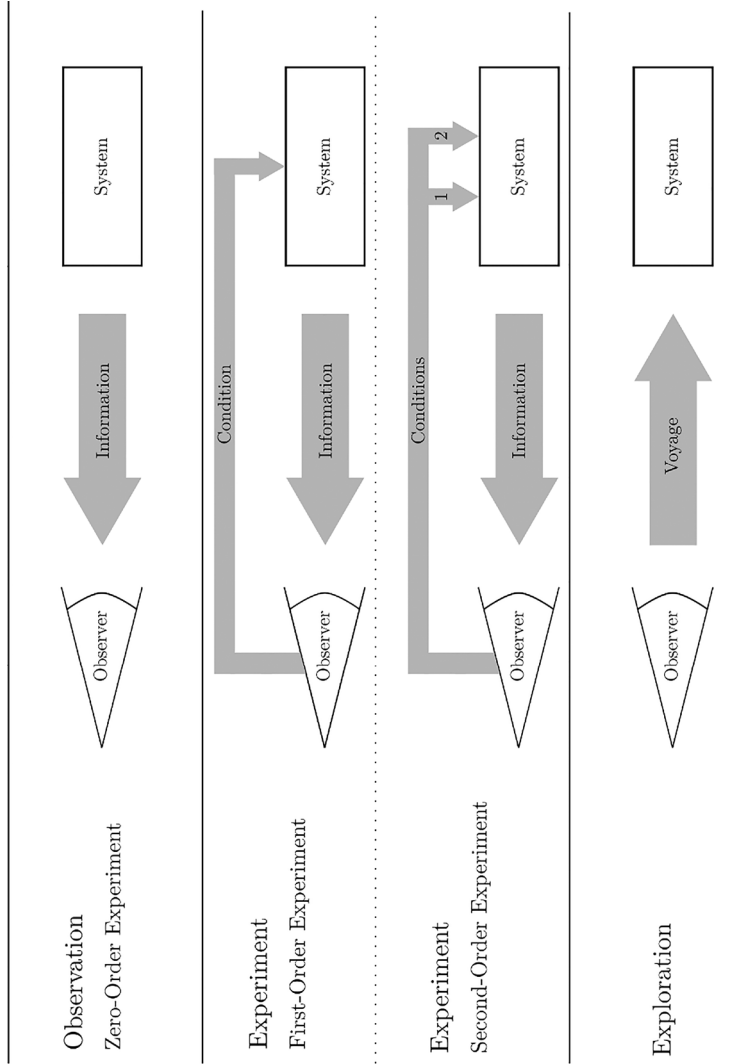 Observation
Zero-Order Experiment
Observer
Information
System
Experiment
First-Order Experiment
Observer
Condition
Information
System
Experiment
Second-Order Experiment
Observer
Conditions
1
2
Information
System
Exploration
Observer
Voyage
System